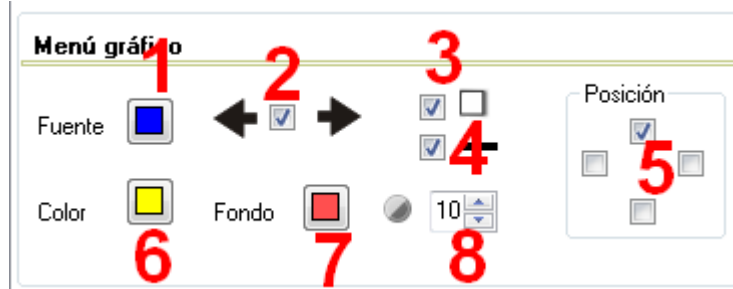 Menú gráfico
1 2 3
Fuente
4
Posición
5
Color
Fondo
10
6 7 8